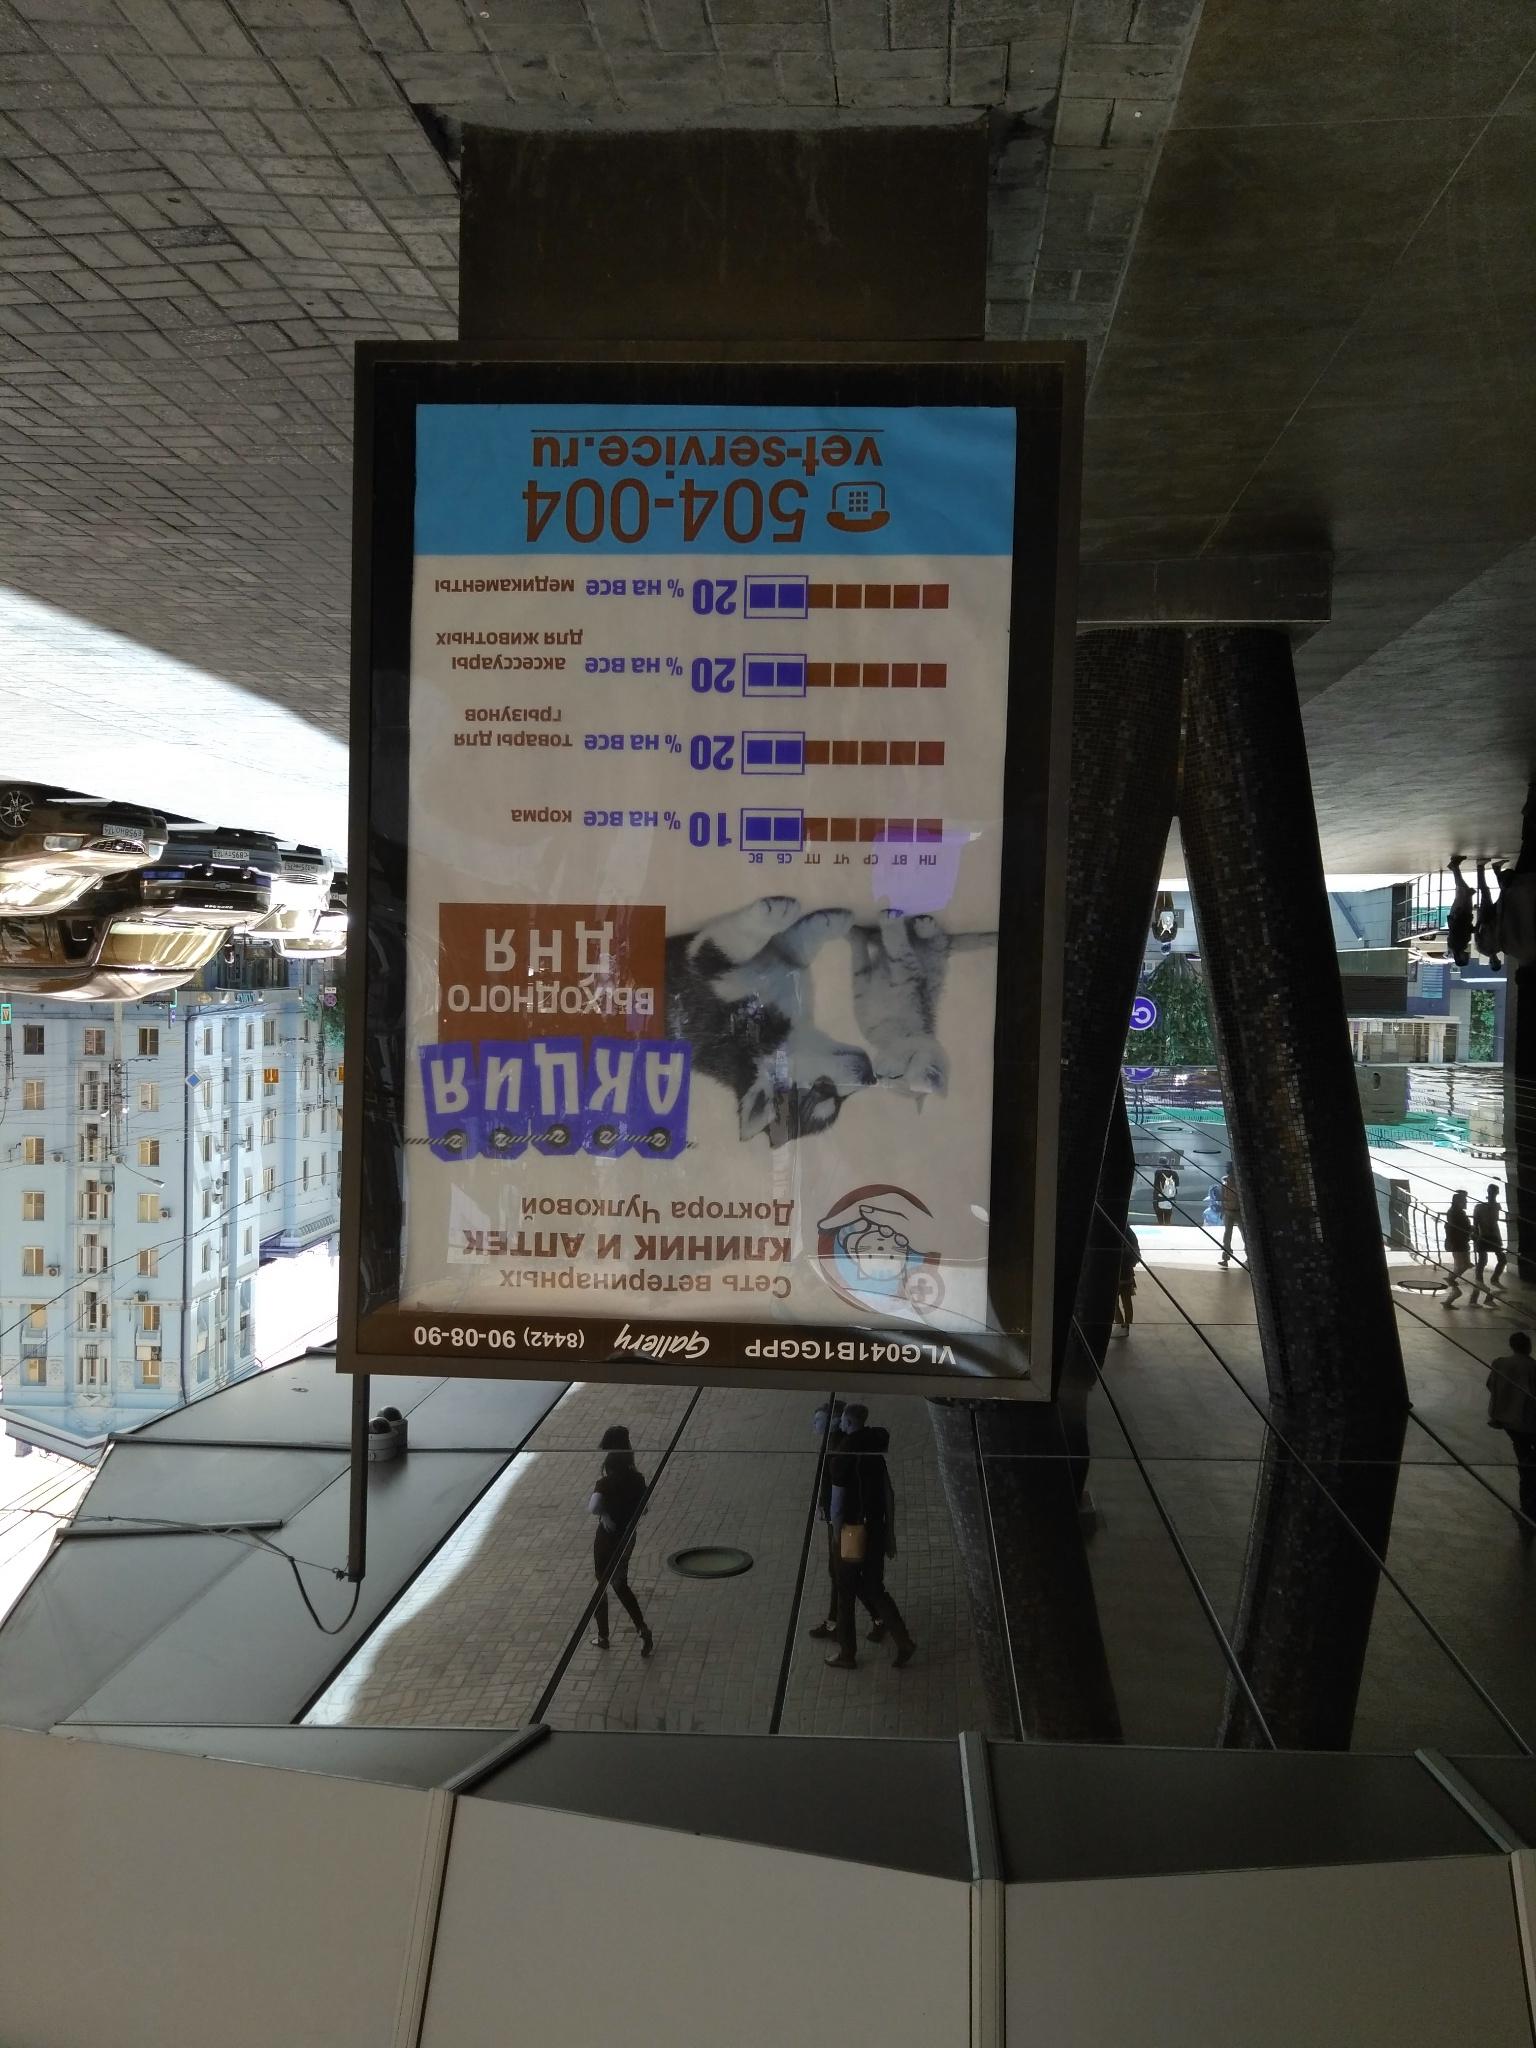 VLG041B1GGPP Gallery (8442) 90-08-90
Сеть ветеринарных
КЛИНИК И АПТЕК
Доктора Чулковой
АКЦИЯ
ВЫХОДНОГО
ДНЯ
ПН ВТ СР ЧТ ПТ СБ ВС
10 % на все корма
20 % на все товары для
грызунов
20 % на все аксессуары
для животных
20 % на все медикаменты
504-004
vet-service.ru